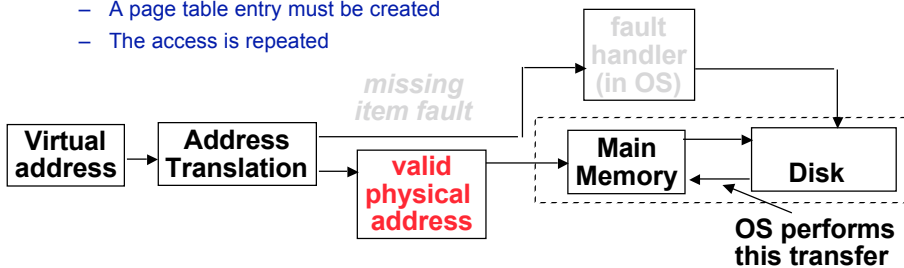 – A page table entry must be created
– The access is repeated
fault
handler
(in OS)
missing
item fault
Virtual
address
Address
Translation
valid
physical
address
Main
Memory
Disk
OS performs
this transfer